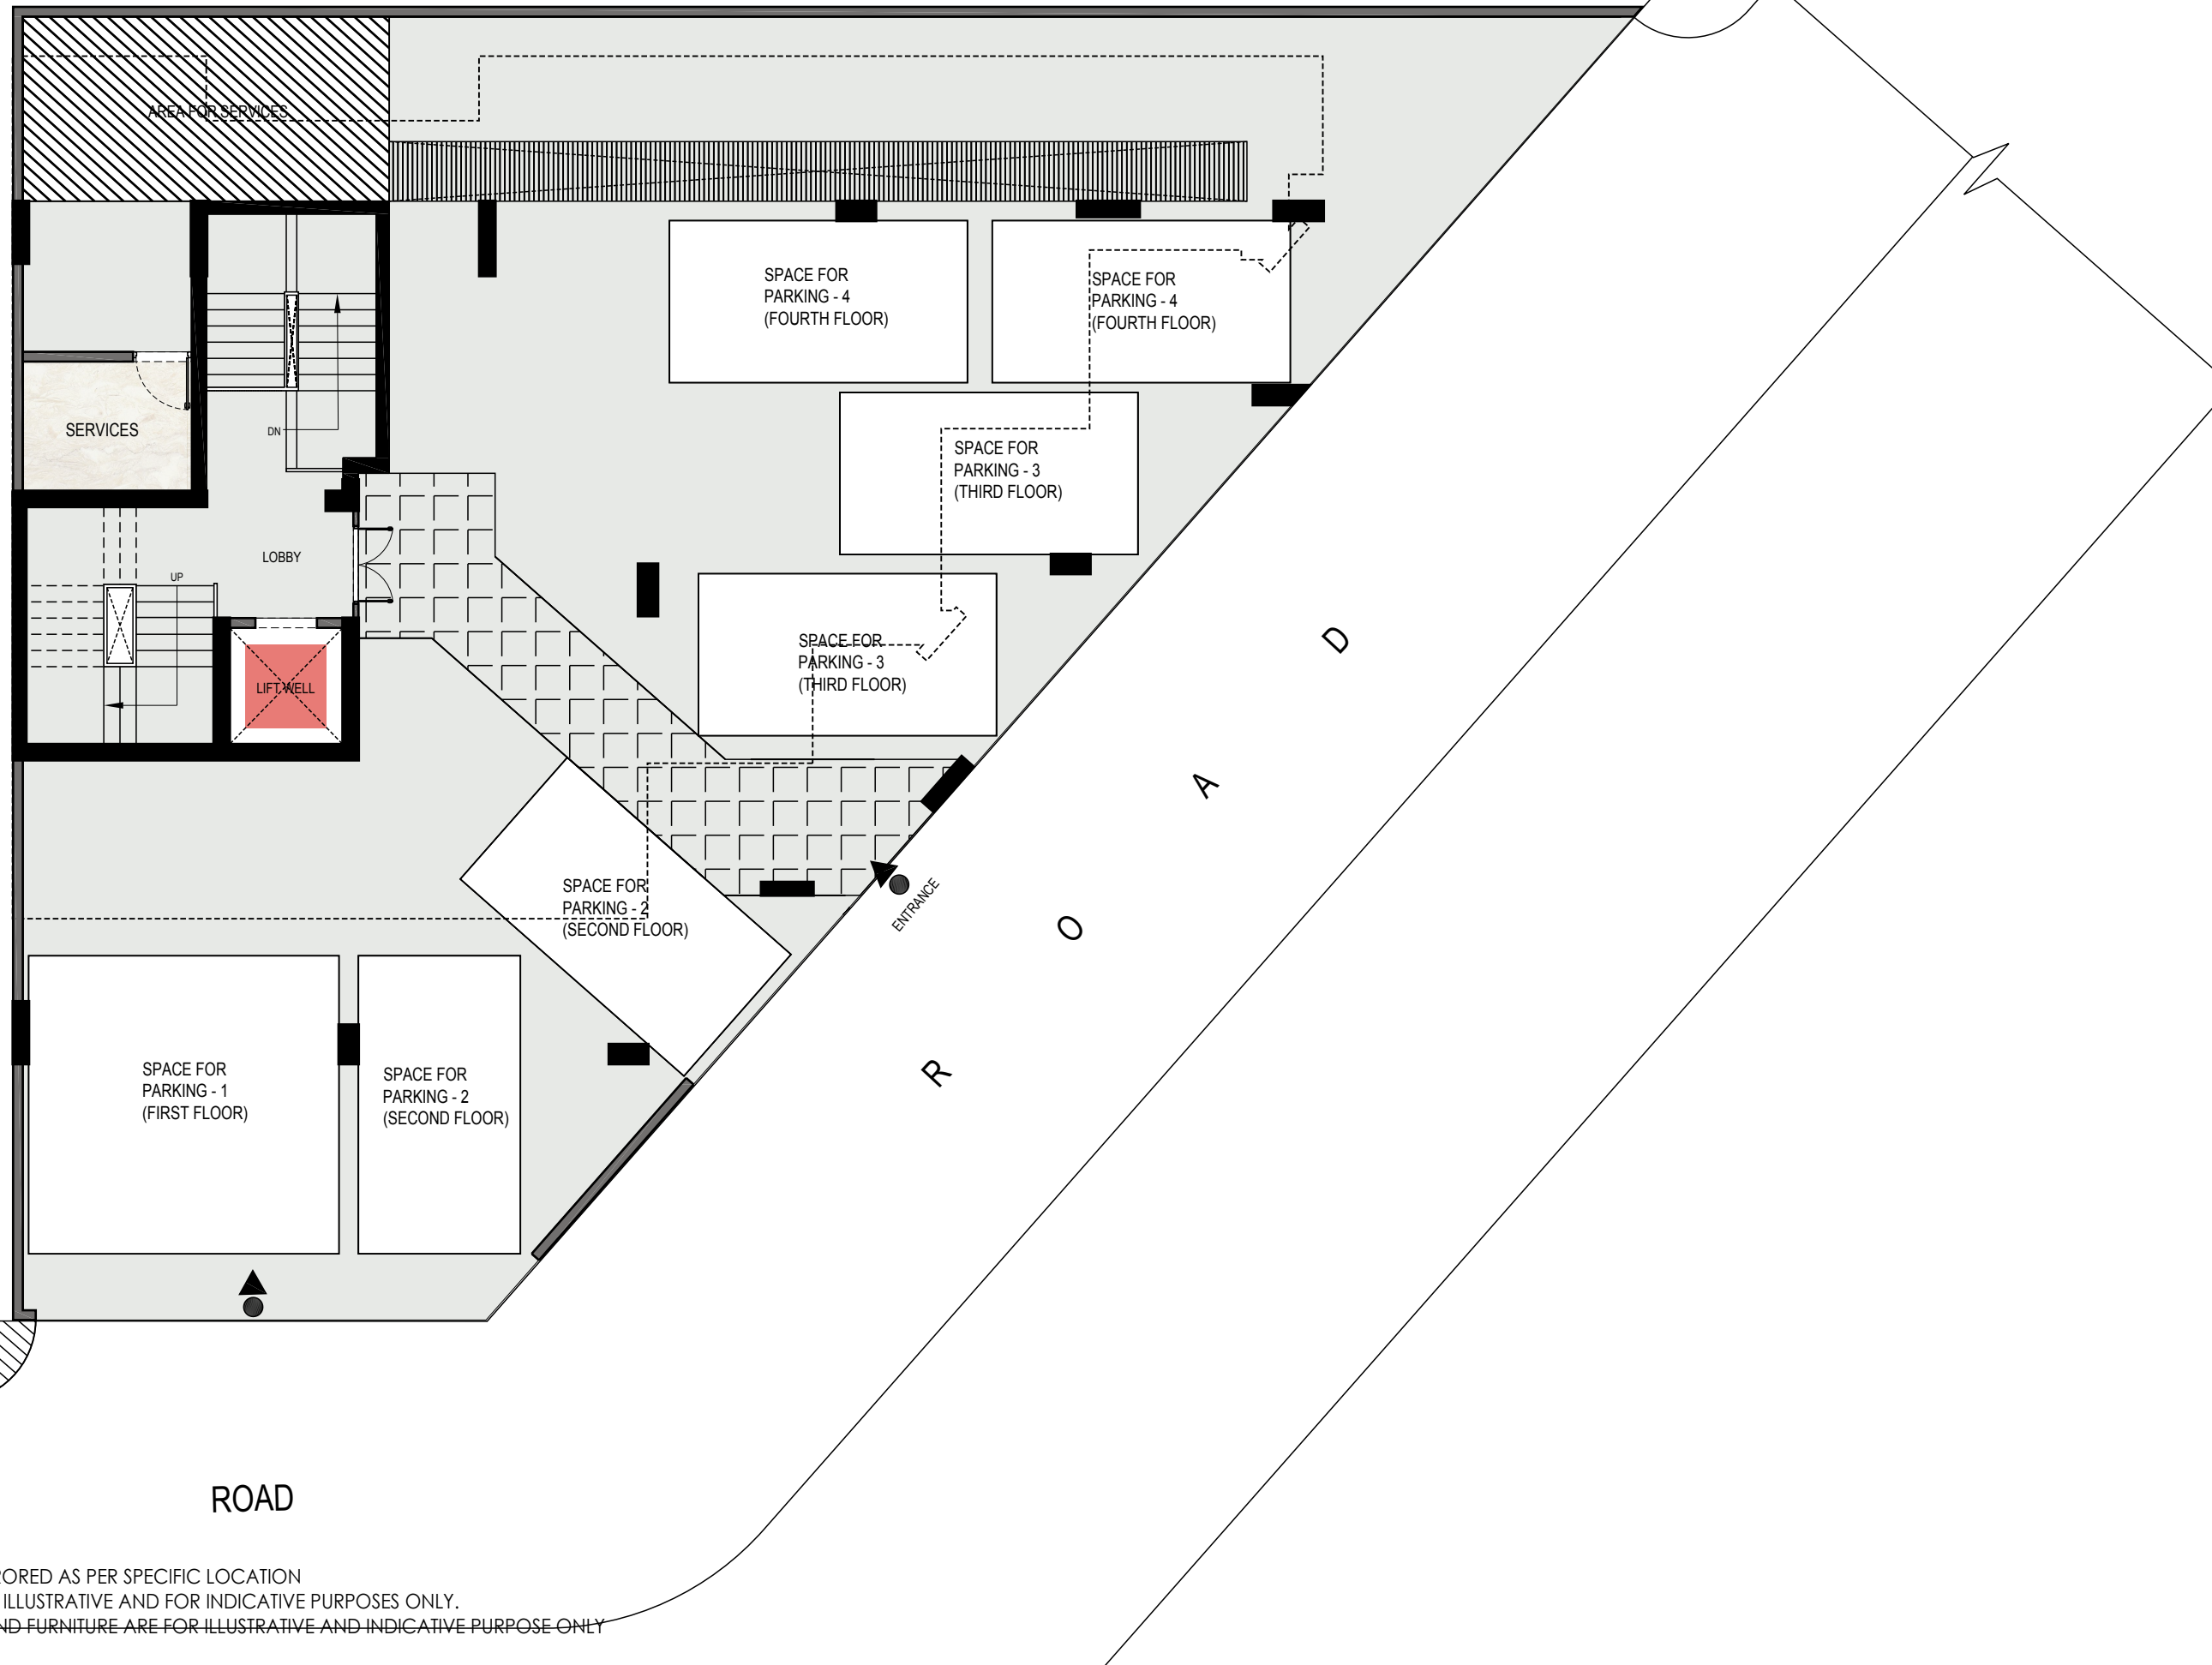 AREA FOR SERVICES
SPACE FOR
PARKING - 4
(FOURTH FLOOR)
SPACE FOR
PARKING - 4
(FOURTH FLOOR)
SERVICES
DN
SPACE FOR
PARKING - 3
(THIRD FLOOR)
LOBBY
UP
SPACE FOR
PARKING - 3
(THIRD FLOOR)
LIFT WELL
D
A
O
R
ENTRANCE
SPACE FOR
PARKING - 2
(SECOND FLOOR)
SPACE FOR
PARKING - 1
(FIRST FLOOR)
SPACE FOR
PARKING - 2
(SECOND FLOOR)
ROAD
RORED AS PER SPECIFIC LOCATION
ILLUSTRATIVE AND FOR INDICATIVE PURPOSES ONLY.
ND FURNITURE ARE FOR ILLUSTRATIVE AND INDICATIVE PURPOSE ONLY